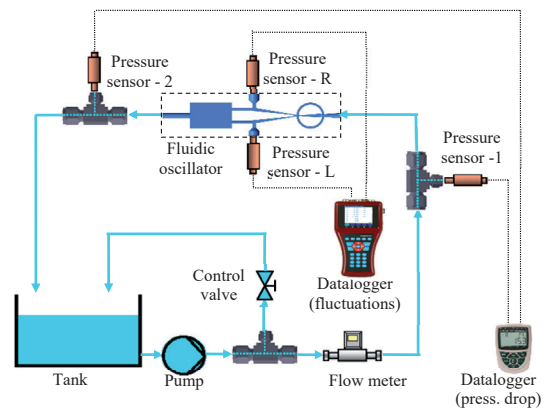 Pressure
sensor - 2
Pressure
sensor - R
Fluidic
oscillator
Pressure
sensor - L
Pressure
sensor -1
Control
valve
Datalogger
(fluctuations)
Tank
Pump
Flow meter
Datalogger
(press. drop)